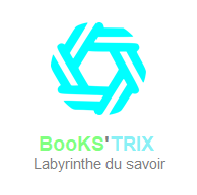 BooKS'TRIX
Labyrinthe du savoir